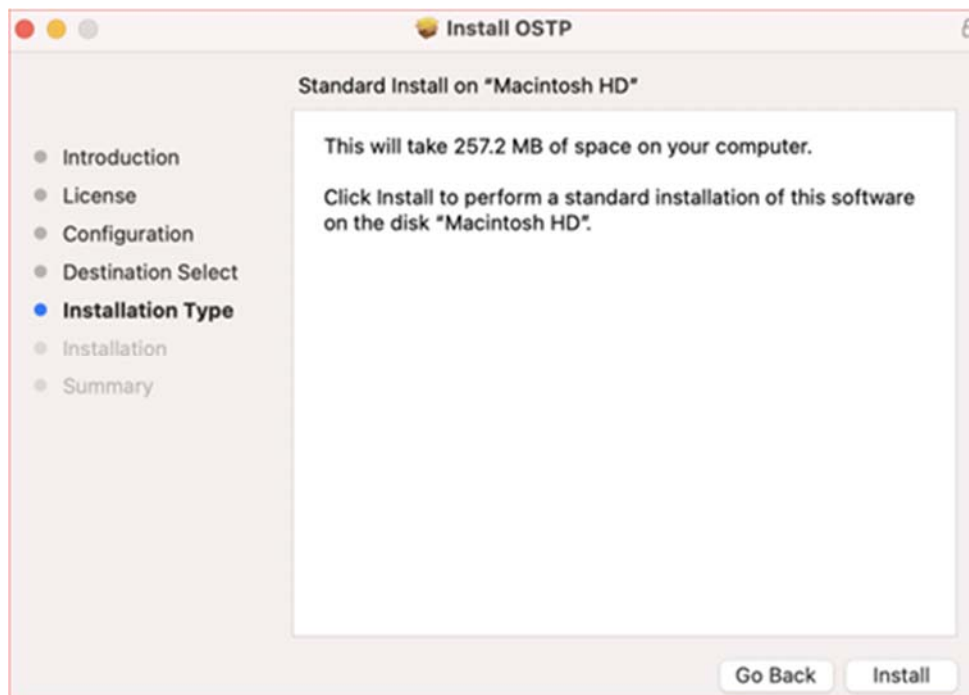 Install OSTP
Standard Install on “Macintosh HD”
Introduction
License
Configuration
Destination Select
Installation Type
Installation
Summary
This will take 257.2 MB of space on your computer.
Click Install to perform a standard installation of this software
on the disk “Macintosh HD”.
Go Back
Install